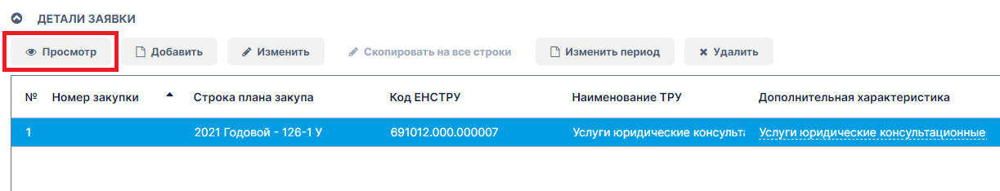 ДЕТАЛИ ЗАЯВКИ
Просмотр Добавить Изменить Скопировать на все строки Изменить период Удалить
№ Номер закупки Строка плана закупа Код ЕНСТРУ Наименование ТРУ Дополнительная характеристика
1 2021 Годовой - 126-1 У 691012.000.000007 Услуги юридические консульта Услуги юридические консультационные